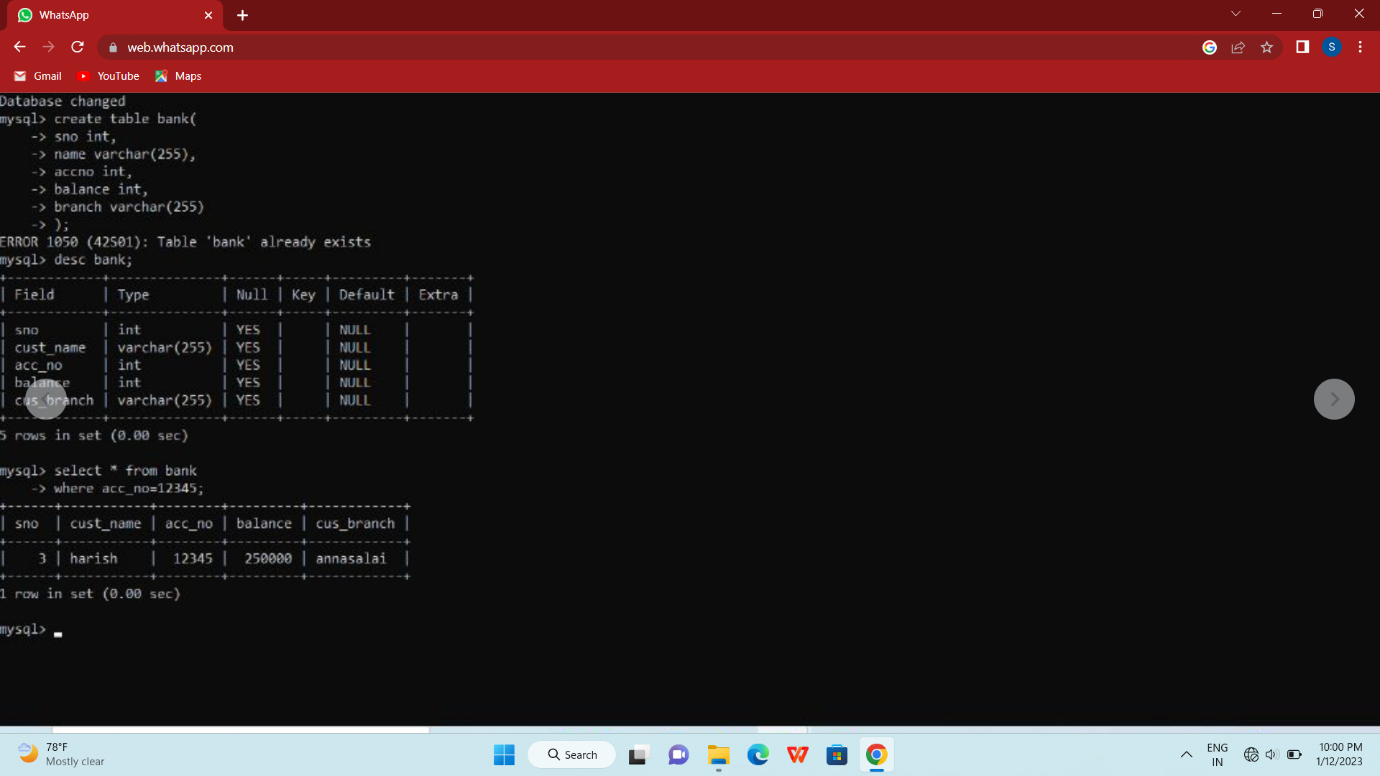 WhatsApp
web.whatsapp.com
S
Gmail YouTube Maps
Database changed
mysql> create table bank(
-> sno int,
-> name varchar(255),
-> accno int,
-> balance int,
-> branch varchar(255)
-> );
ERROR 1050 (42S01): Table 'bank' already exists
mysql> desc bank;
+------------+--------------+------+-----+---------+-------+
| Field | Type | Null | Key | Default | Extra |
+------------+--------------+------+-----+---------+-------+
| sno | int | YES | | NULL | |
| cust_name | varchar(255) | YES | | NULL | |
| acc_no | int | YES | | NULL | |
| balance | int | YES | | NULL | |
| cus_branch | varchar(255) | YES | | NULL | |
+------------+--------------+------+-----+---------+-------+
5 rows in set (0.00 sec)
mysql> select * from bank
-> where acc_no=12345;
+------+-----------+--------+---------+------------+
| sno | cust_name | acc_no | balance | cus_branch |
+------+-----------+--------+---------+------------+
| 3 | harish | 12345 | 250000 | annasalai |
+------+-----------+--------+---------+------------+
1 row in set (0.00 sec)
mysql> _
78°F
Mostly clear
Search
ENG
IN
10:00 PM
1/12/2023